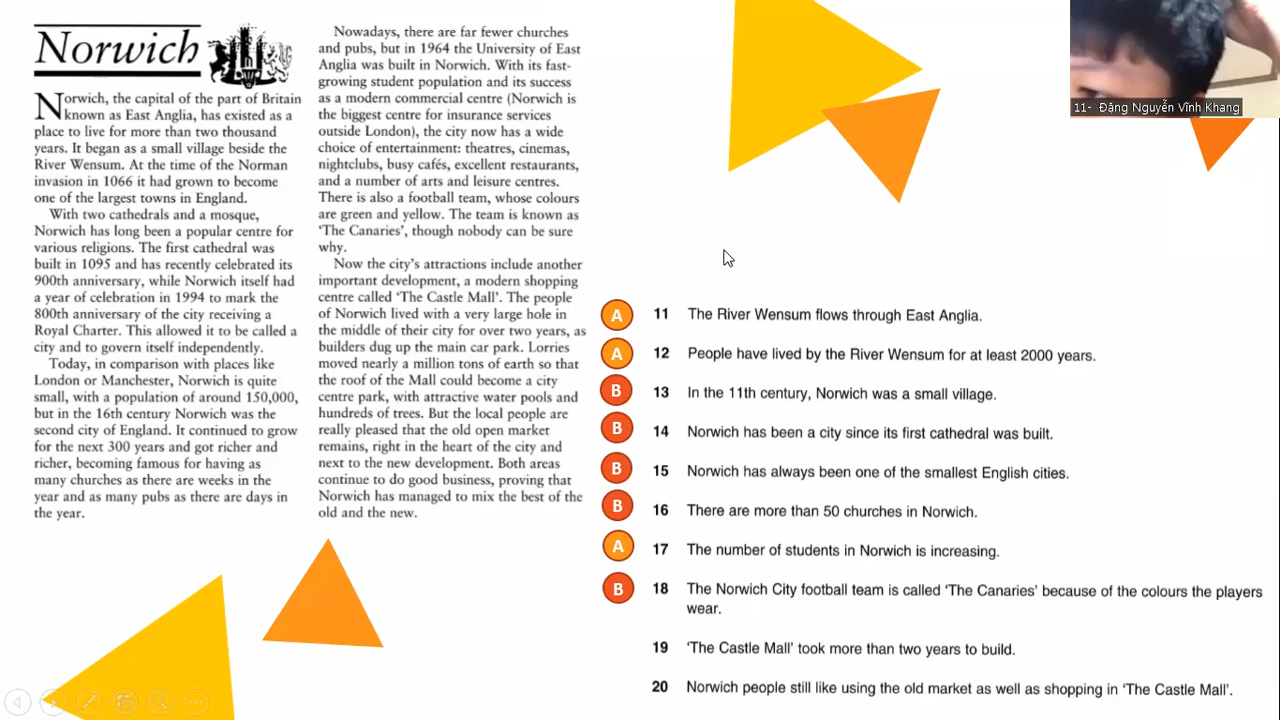 Norwich
Norwich, the capital of the part of Britain
known as East Anglia, has existed as a
place to live for more than two thousand
years. It began as a small village beside the
River Wensum. At the time of the Norman
invasion in 1066 it had grown to become
one of the largest towns in England.
With two cathedrals and a mosque,
Norwich has long been a popular centre for
various religions. The first cathedral was
built in 1095 and has recently celebrated its
900th anniversary, while Norwich itself had
a year of celebration in 1994 to mark the
800th anniversary of the city receiving a
Royal Charter. This allowed it to be called a
city and to govern itself independently.
Today, in comparison with places like
London or Manchester, Norwich is quite
small, with a population of around 150,000,
but in the 16th century Norwich was the
second city of England. It continued to grow
for the next 300 years and got richer and
richer, becoming famous for having as
many churches as there are weeks in the
year and as many pubs as there are days in
the year.
Nowadays, there are far fewer churches
and pubs, but in 1964 the University of East
Anglia was built in Norwich. With its fast-
growing student population and its success
as a modern commercial centre (Norwich is
the biggest centre for insurance services
outside London), the city now has a wide
choice of entertainment: theatres, cinemas,
nightclubs, busy cafés, excellent restaurants,
and a number of arts and leisure centres.
There is also a football team, whose colours
are green and yellow. The team is known as
'The Canaries', though nobody can be sure
why.
Now the city's attractions include another
important development, a modern shopping
centre called 'The Castle Mall'. The people
of Norwich lived with a very large hole in
the middle of their city for over two years, as
builders dug up the main car park. Lorries
moved nearly a million tons of earth so that
the roof of the Mall could become a city
centre park, with attractive water pools and
hundreds of trees. But the local people are
really pleased that the old open market
remains, right in the heart of the city and
next to the new development. Both areas
continue to do good business, proving that
Norwich has managed to mix the best of the
old and the new.
11- Đặng Nguyễn Vĩnh Khang
A 11 The River Wensum flows through East Anglia.
A 12 People have lived by the River Wensum for at least 2000 years.
B 13 In the 11th century, Norwich was a small village.
B 14 Norwich has been a city since its first cathedral was built.
B 15 Norwich has always been one of the smallest English cities.
B 16 There are more than 50 churches in Norwich.
A 17 The number of students in Norwich is increasing.
B 18 The Norwich City football team is called 'The Canaries' because of the colours the players
wear.
19 'The Castle Mall' took more than two years to build.
20 Norwich people still like using the old market as well as shopping in 'The Castle Mall'.